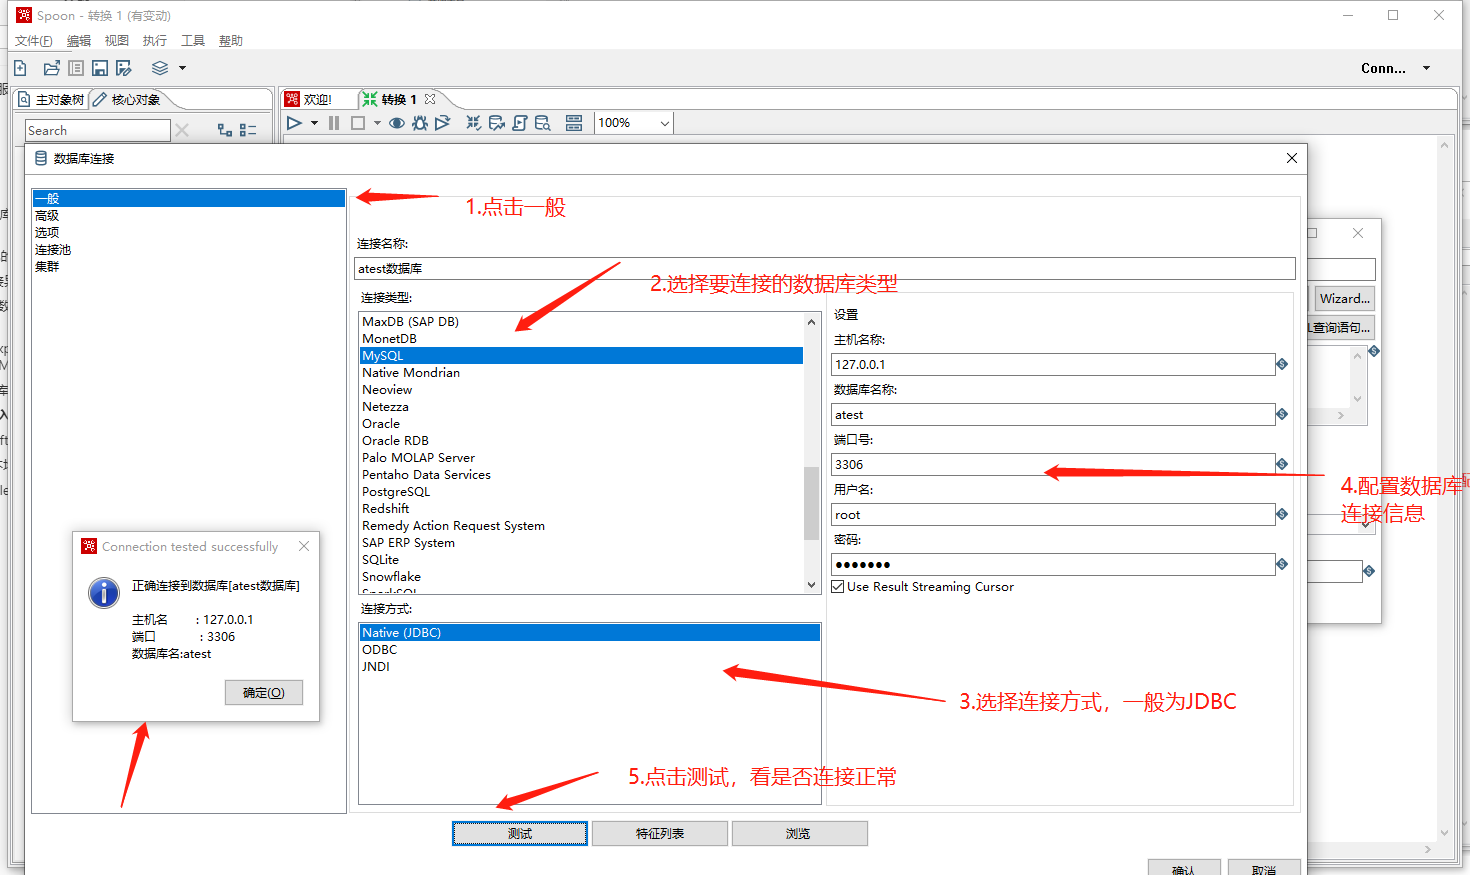 Spoon - 转换 1 (有变动)
文件(F) 编辑 视图 执行 工具 帮助
Conn...
主对象树 核心对象
欢迎! 转换 1
Search
100%
数据库连接
一般
高级
选项
连接池
集群
1.点击一般
连接名称:
atest数据库
2.选择要连接的数据库类型
连接类型:
MaxDB (SAP DB)
MonetDB
MySQL
Native Mondrian
Neoview
Netezza
Oracle
Oracle RDB
Palo MOLAP Server
Pentaho Data Services
PostgreSQL
Redshift
Remedy Action Request System
SAP ERP System
SQLite
Snowflake
SparkSQL
连接方式:
Native (JDBC)
ODBC
JNDI
设置
主机名称:
127.0.0.1
数据库名称:
atest
端口号:
3306
用户名:
root
密码:
●●●●●●●
Use Result Streaming Cursor
Wizard...
L查询语句...
4.配置数据库
连接信息
3.选择连接方式，一般为JDBC
5.点击测试，看是否连接正常
Connection tested successfully
正确连接到数据库[atest数据库]
主机名 : 127.0.0.1
端口 : 3306
数据库名:atest
确定(O)
测试 特征列表 浏览
确认 取消